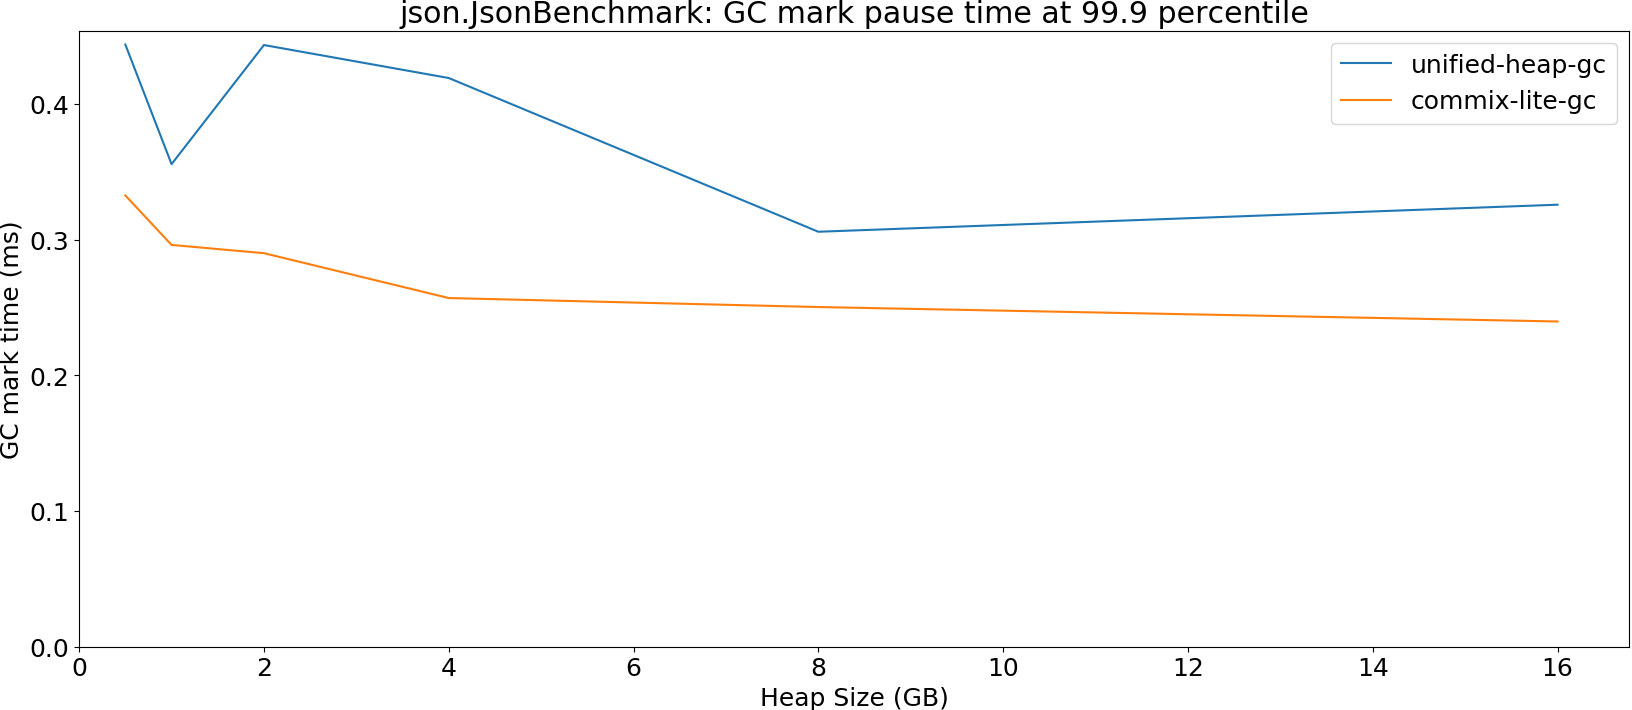 json.JsonBenchmark: GC mark pause time at 99.9 percentile
unified-heap-gc
commix-lite-gc
GC mark time (ms)
0.4
0.3
0.2
0.1
0.0
0 2 4 6 8 10 12 14 16
Heap Size (GB)